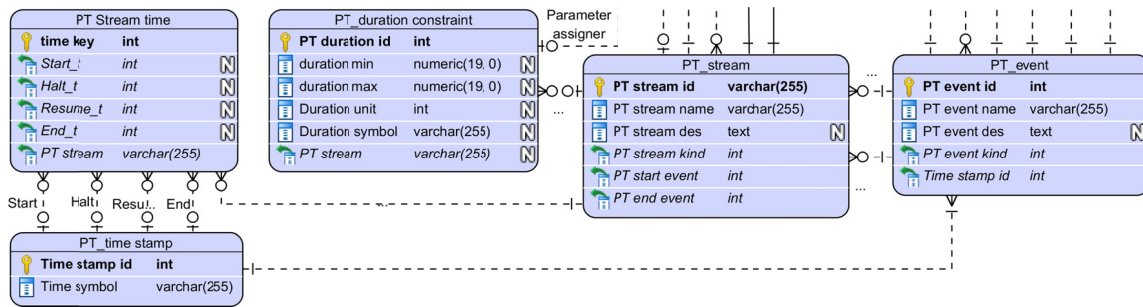 PT Stream time
time key int
Start_t int N
Halt_t int N
Resume_t int N
End_t int N
PT stream varchar(255)
PT_duration constraint
PT duration id int
duration min numeric(19, 0) N
duration max numeric(19, 0) N
Duration unit int N
Duration symbol varchar(255) N
PT stream varchar(255) N
Parameter
assigner
PT_stream
PT stream id varchar(255)
PT stream name varchar(255)
PT stream des text N
PT stream kind int
PT start event int
PT end event int
PT_event
PT event id int
PT event name varchar(255)
PT event des text N
PT event kind int
Time stamp id int
...
...
...
...
Start
Halt
Resu...
End
PT_time stamp
Time stamp id int
Time symbol varchar(255)